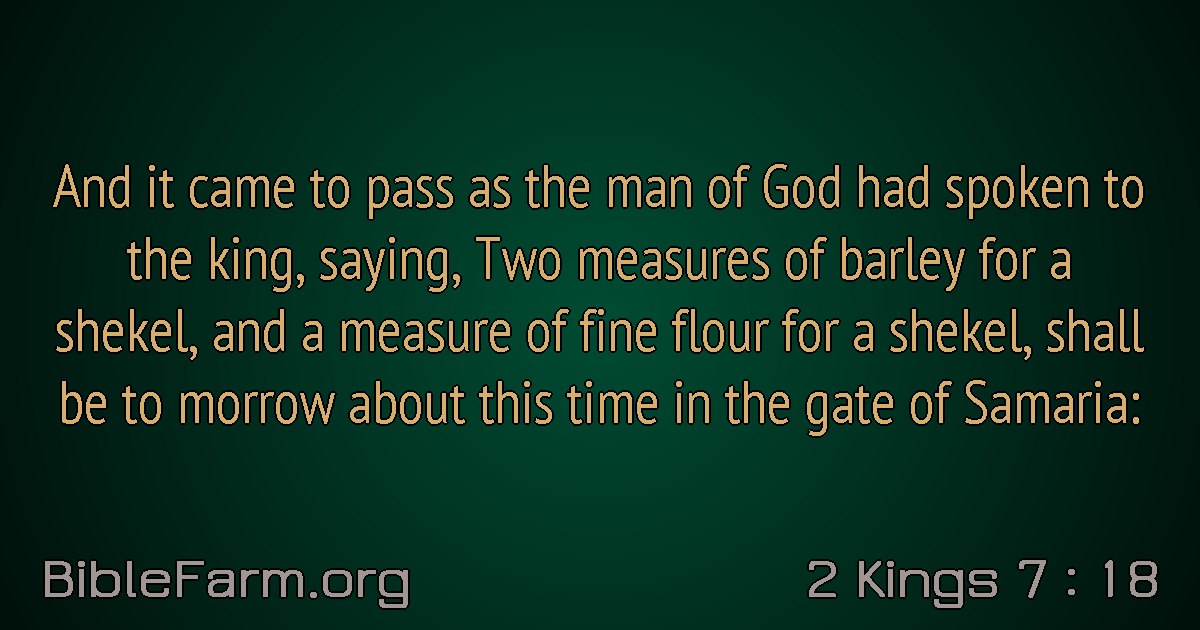 And it came to pass as the man of God had spoken to
the king, saying, Two measures of barley for a
shekel, and a measure of fine flour for a shekel, shall
be to morrow about this time in the gate of Samaria:
BibleFarm.org
2 Kings 7 : 18